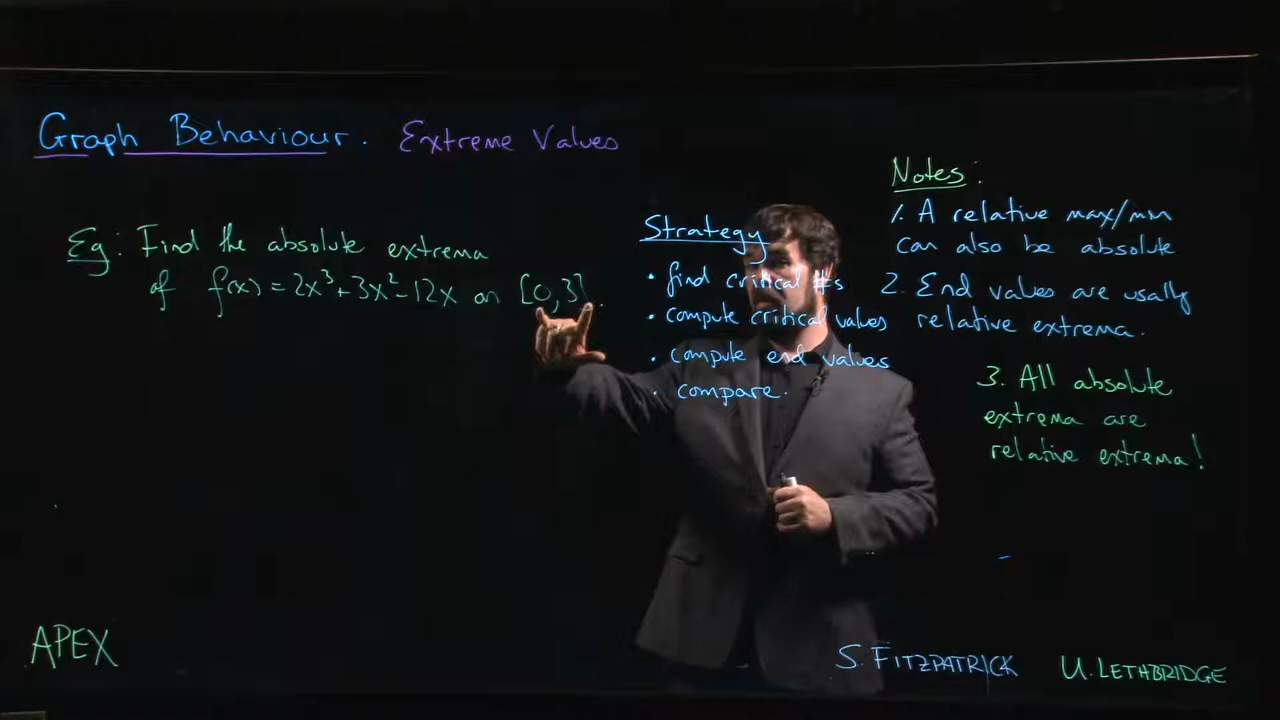 Graph Behaviour. Extreme Values
Eg: Find the absolute extrema
of f(x) = 2x³+3x²-12x on [0,3].
Strategy
• find critical #s
• compute critical values
• compute end values
• compare.
Notes:
1. A relative max/min
can also be absolute
2. End values are usally
relative extrema.
3. All absolute
extrema are
relative extrema!
APEX
S. FITZPATRICK
U. LETHBRIDGE